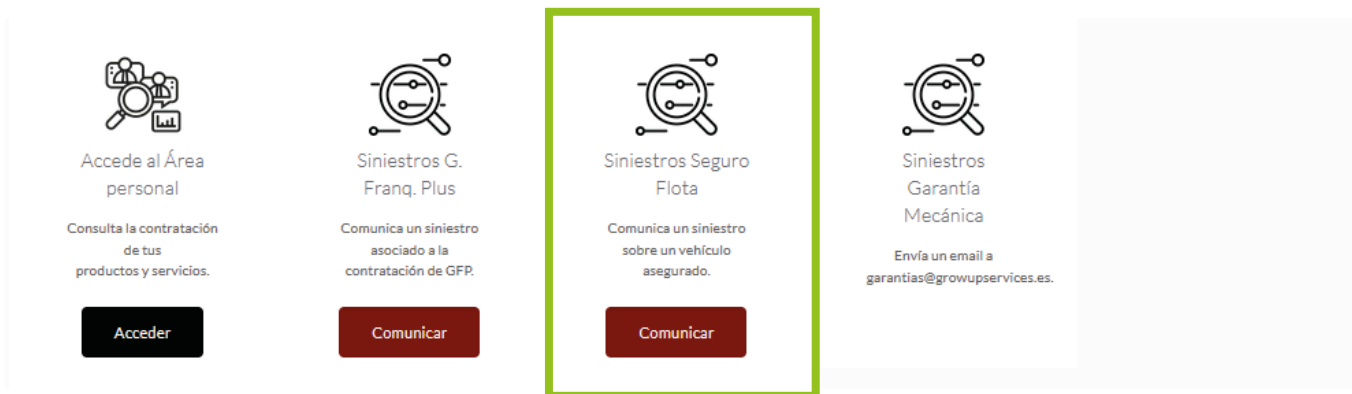 Accede al Área
personal
Consulta la contratación
de tus
productos y servicios.
Acceder
Siniestros G.
Franq. Plus
Comunica un siniestro
asociado a la
contratación de GFP.
Comunicar
Siniestros Seguro
Flota
Comunica un siniestro
sobre un vehículo
asegurado.
Comunicar
Siniestros
Garantía
Mecánica
Envía un email a
garantias@growupservices.es.